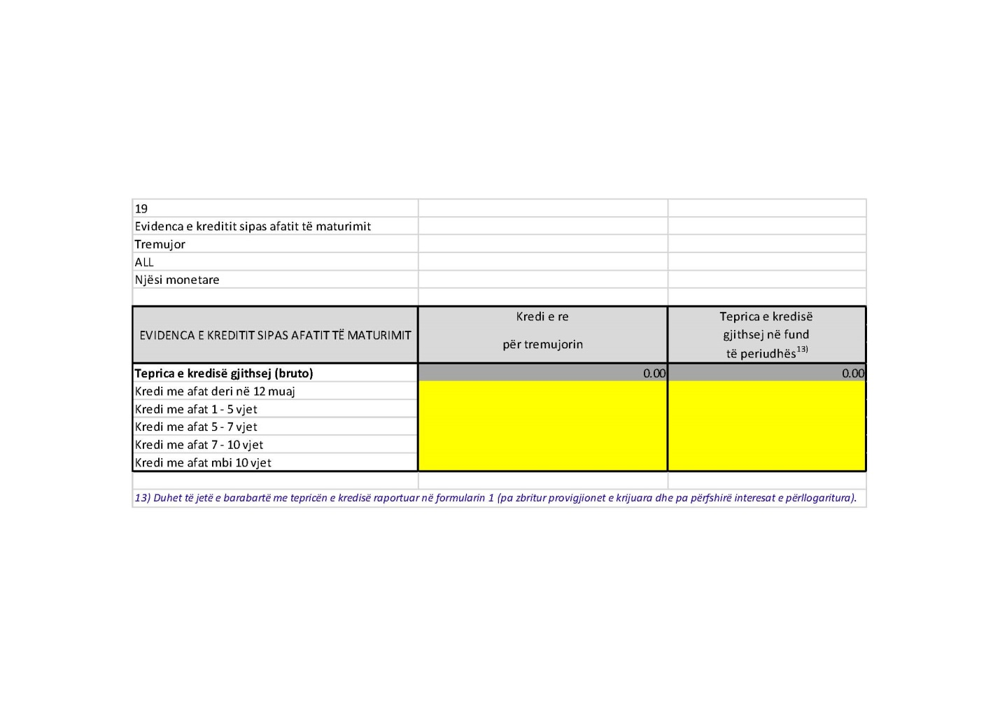 19
Evidenca e kreditit sipas afatit të maturimit
Tremujor
ALL
Njësi monetare
EVIDENCA E KREDITIT SIPAS AFATIT TË MATURIMIT
Kredi e re
për tremujorin
Teprica e kredisë
gjithsej në fund
të periudhës13)
Teprica e kredisë gjithsej (bruto) 0.00 0.00
Kredi me afat deri në 12 muaj
Kredi me afat 1 - 5 vjet
Kredi me afat 5 - 7 vjet
Kredi me afat 7 - 10 vjet
Kredi me afat mbi 10 vjet
13) Duhet të jetë e barabartë me tepricën e kredisë raportuar në formularin 1 (pa zbritur provigjionet e krijuara dhe pa përfshirë interesat e përllogaritura).